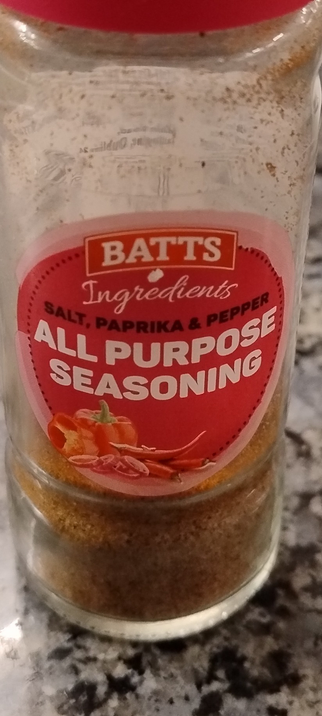 BATTS
Ingredients
SALT, PAPRIKA & PEPPER
ALL PURPOSE
SEASONING